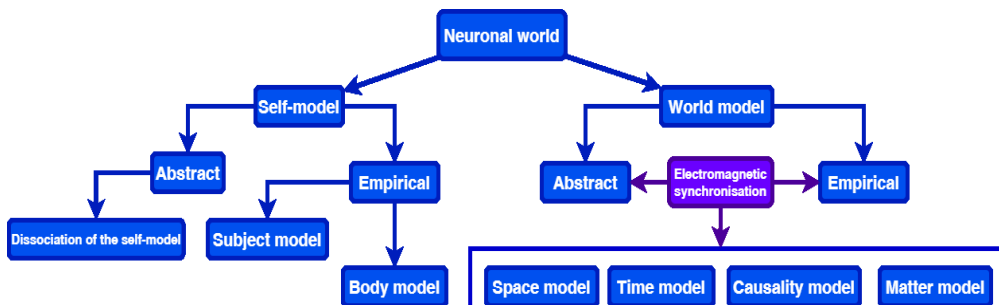 Neuronal world
Self-model
World model
Abstract
Empirical
Abstract
Electromagnetic
synchronisation
Empirical
Dissociation of the self-model
Subject model
Body model
Space model
Time model
Causality model
Matter model